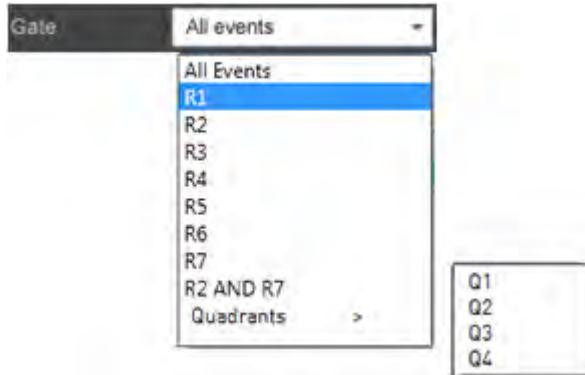 Gate All events
All Events
R1
R2
R3
R4
R5
R6
R7
R2 AND R7
Quadrants >
Q1
Q2
Q3
Q4